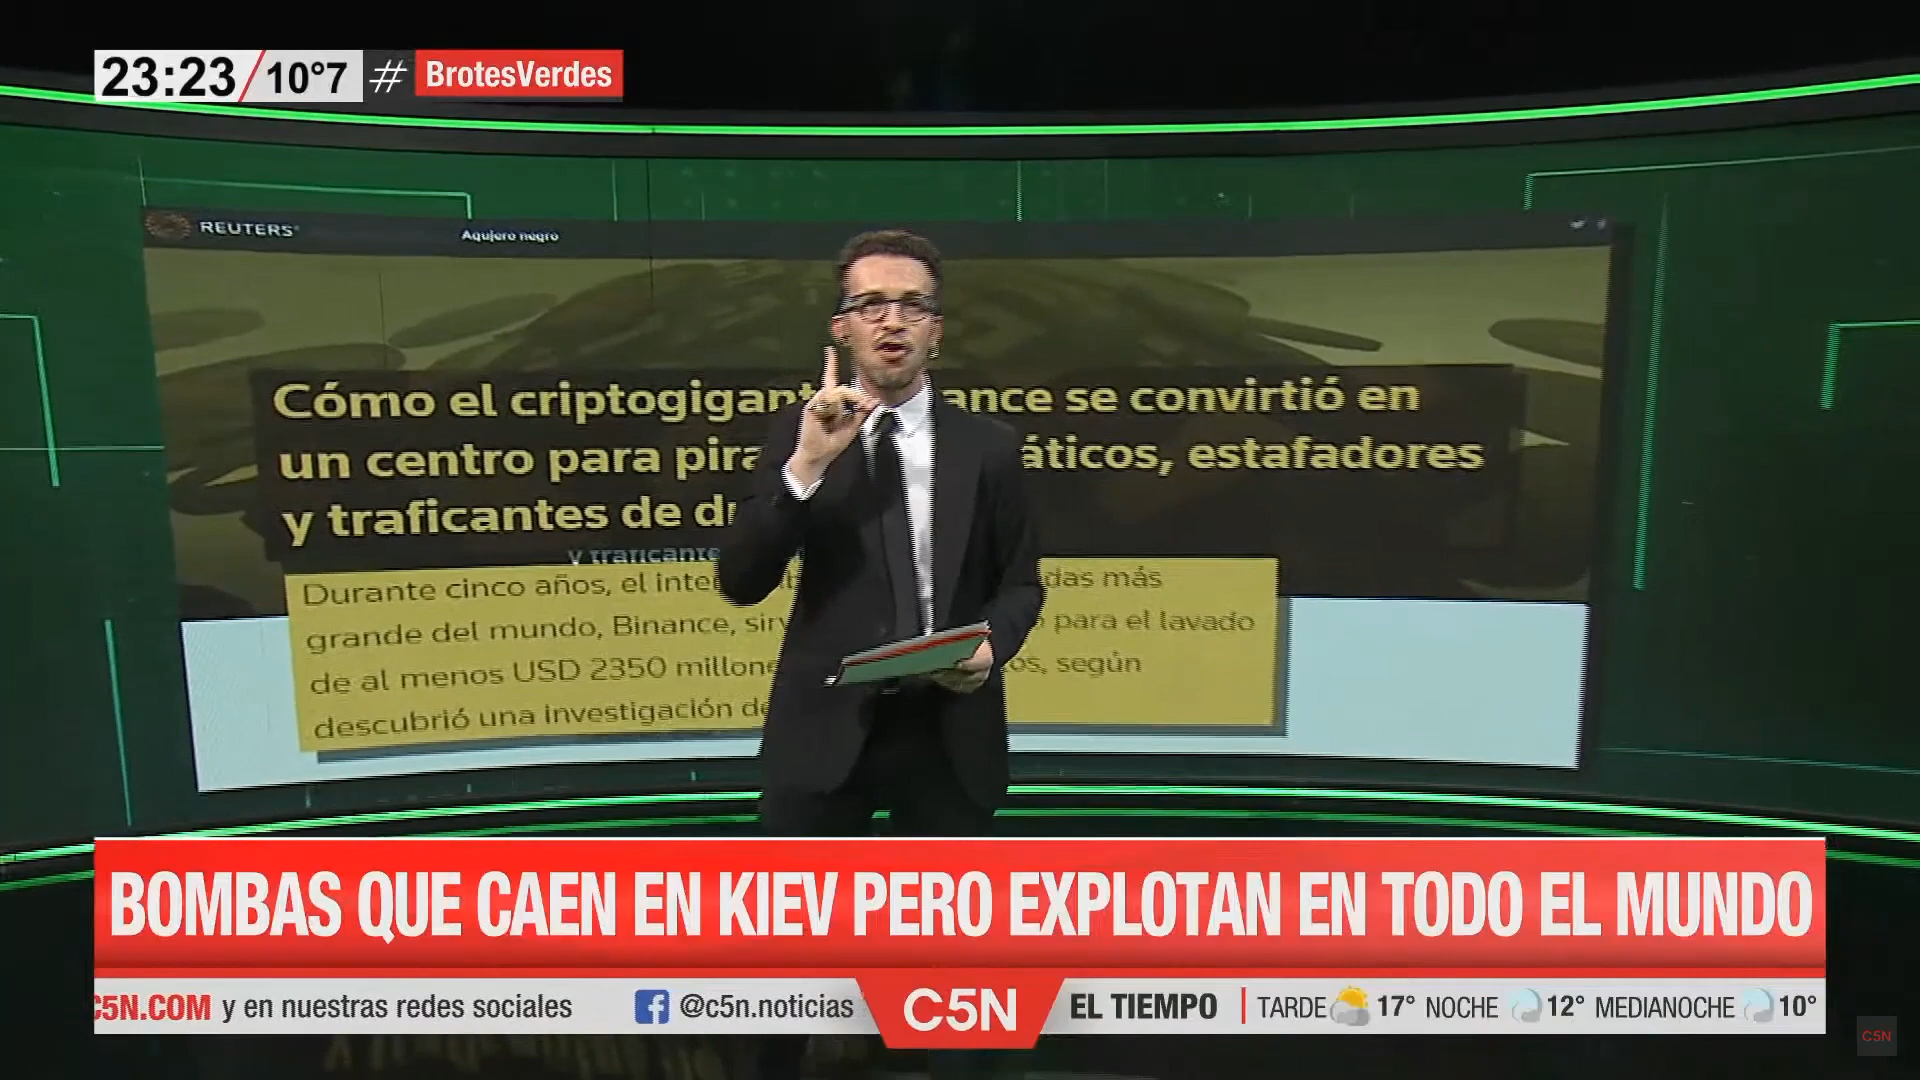 23:23/10°7 # BrotesVerdes
REUTERS
Agujero negro
Cómo el criptogigant ance se convirtió en
un centro para pira áticos, estafadores
y traficantes de dr
y traficante
Durante cinco años, el inte das más
grande del mundo, Binance, sirv para el lavado
de al menos USD 2350 millone os, según
descubrió una investigación de
BOMBAS QUE CAEN EN KIEV PERO EXPLOTAN EN TODO EL MUNDO
C5N.COM y en nuestras redes sociales @c5n.noticias C5N EL TIEMPO TARDE 17° NOCHE 12° MEDIANOCHE 10°
C5N